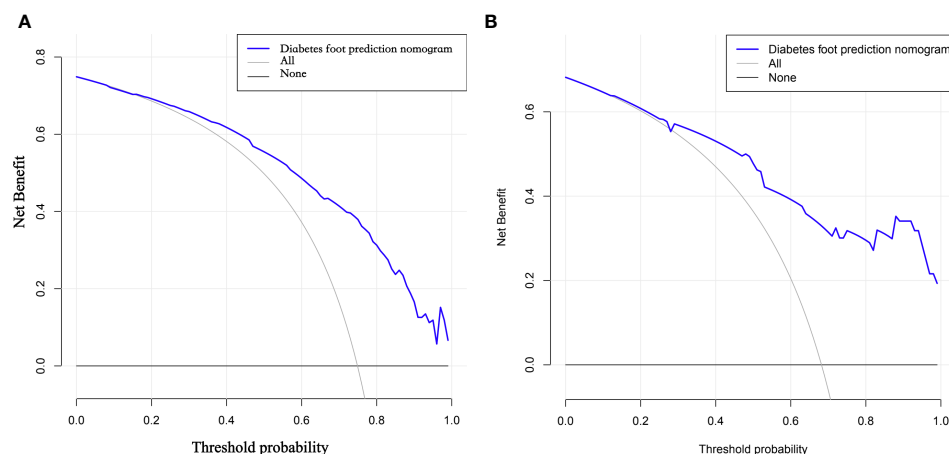 A
Diabetes foot prediction nomogram
All
None
Net Benefit
0.8
0.6
0.4
0.2
0.0
0.0 0.2 0.4 0.6 0.8 1.0
Threshold probability
B
Diabetes foot prediction nomogram
All
None
Net Benefit
0.6
0.4
0.2
0.0
0.0 0.2 0.4 0.6 0.8 1.0
Threshold probability